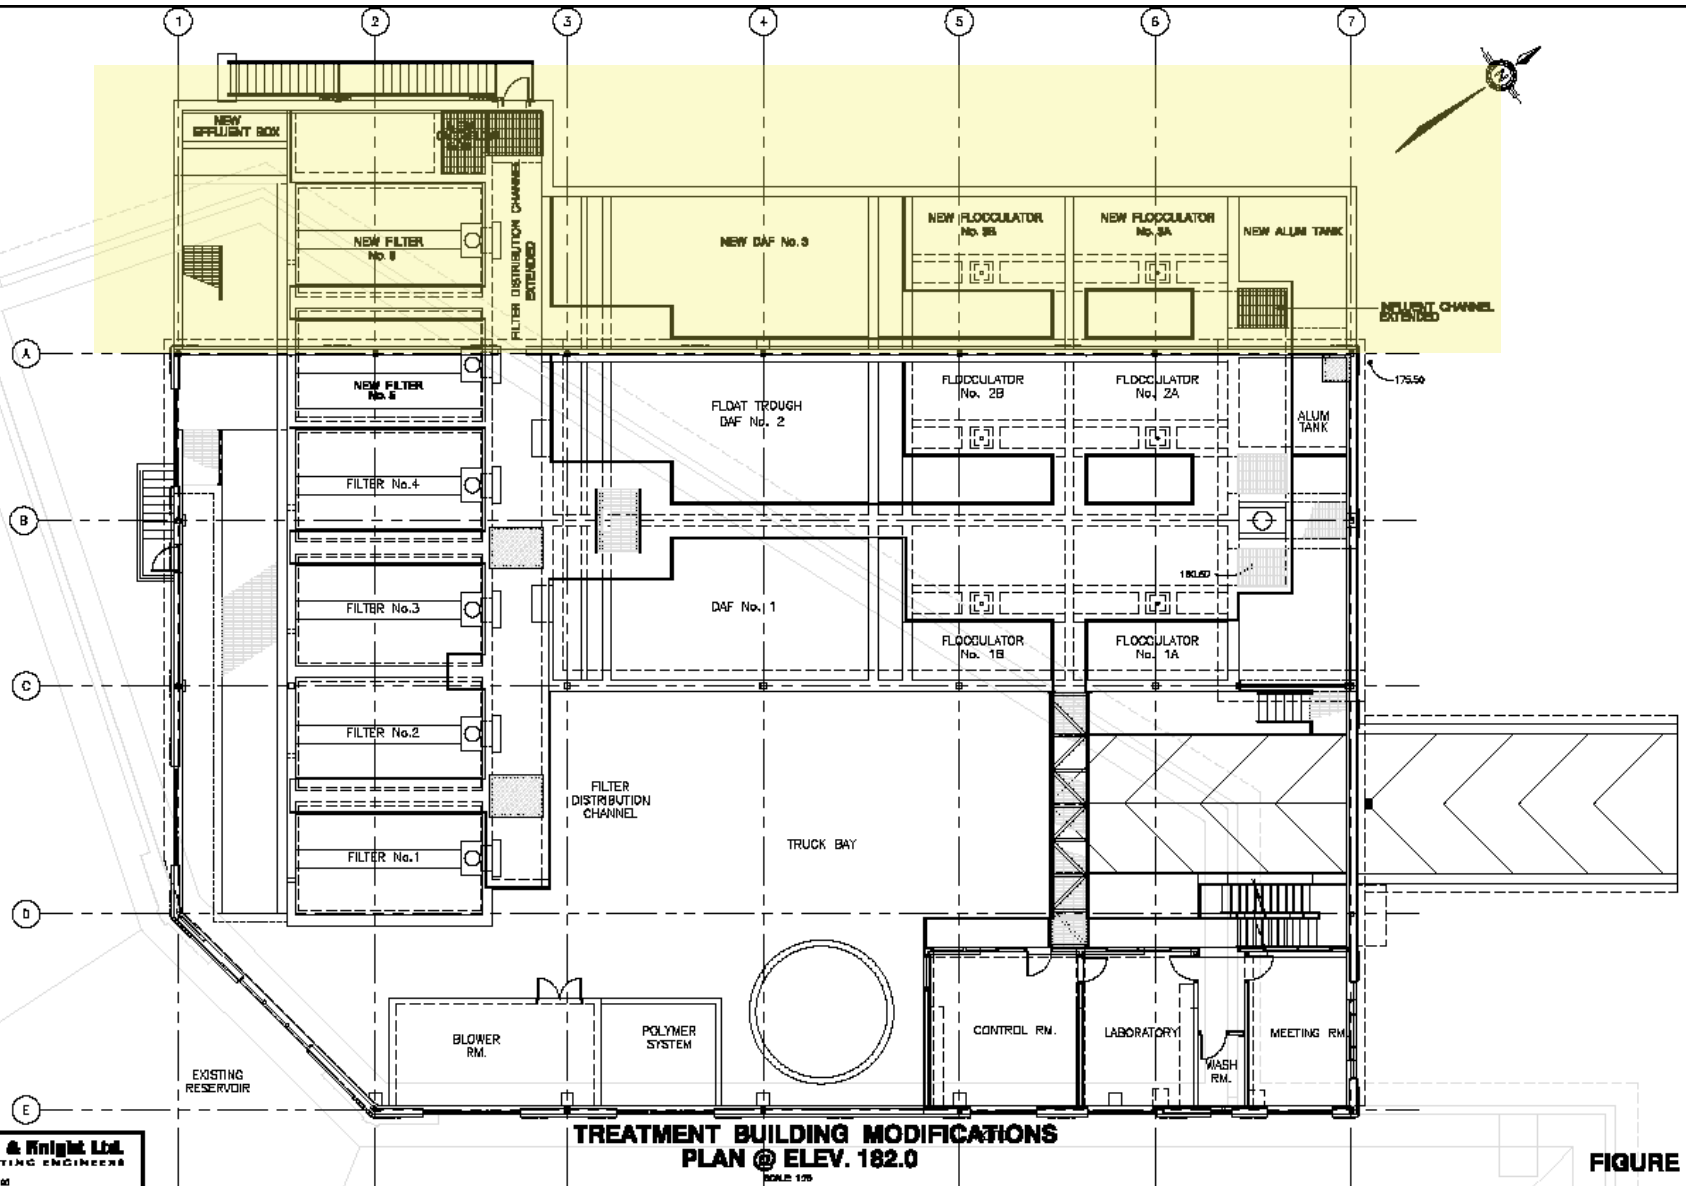 1 2 3 4 5 6 7
N
NEW
EFFLUENT BOX
FILTER DISTRIBUTION CHANNEL
EXTENDED
NEW FILTER
No. 6
NEW DAF No. 3
NEW FLOCCULATOR
No. 3B
NEW FLOCCULATOR
No. 3A
NEW ALUM TANK
INFLUENT CHANNEL
EXTENDED
A
175.50
NEW FILTER
No. 5
FLOAT TROUGH
DAF No. 2
FLOCCULATOR
No. 2B
FLOCCULATOR
No. 2A
ALUM
TANK
FILTER No.4
B
FILTER No.3
DAF No. 1
180.60
FLOCCULATOR
No. 1B
FLOCCULATOR
No. 1A
C
FILTER No.2
FILTER
DISTRIBUTION
CHANNEL
TRUCK BAY
FILTER No.1
D
BLOWER
RM.
POLYMER
SYSTEM
CONTROL RM.
LABORATORY
WASH
RM.
MEETING RM.
EXISTING
RESERVOIR
E
& Knight Ltd.
TING ENGINEERS
TREATMENT BUILDING MODIFICATIONS
PLAN @ ELEV. 182.0
FIGURE